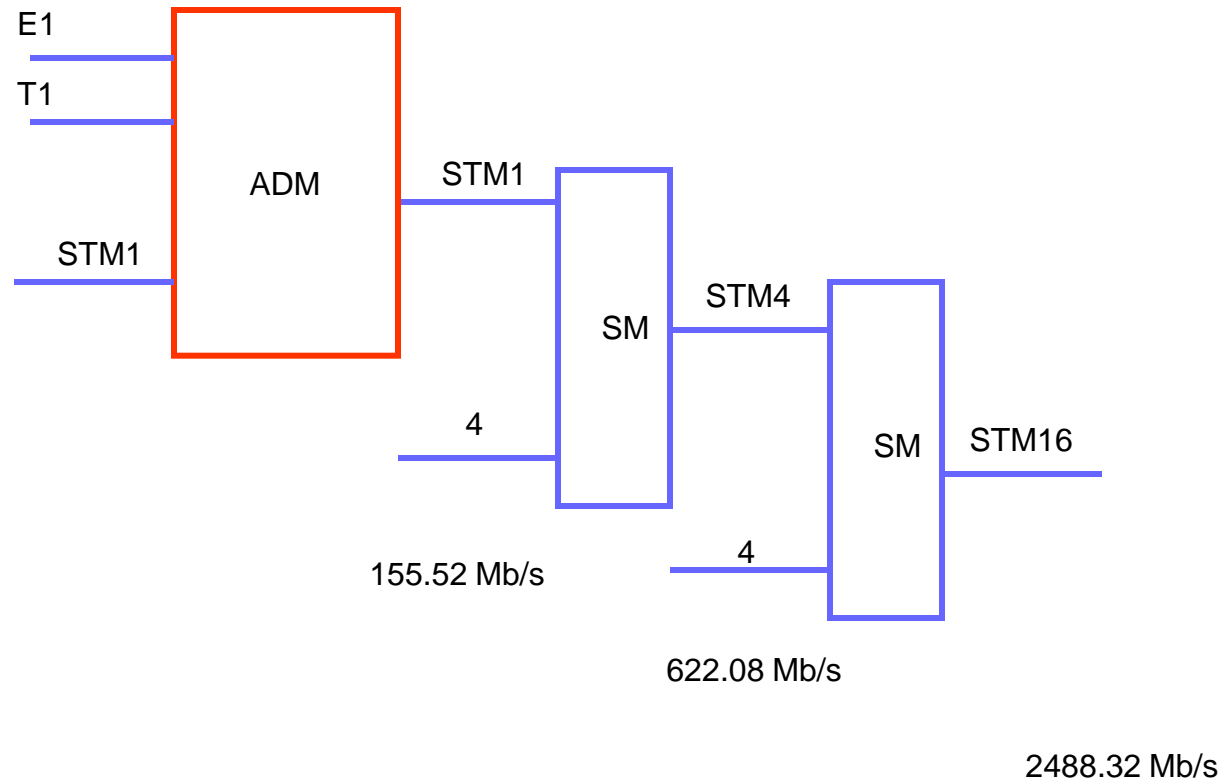 E1
T1
ADM
STM1
STM1
SM
STM4
4
SM
STM16
4
155.52 Mb/s
622.08 Mb/s
2488.32 Mb/s